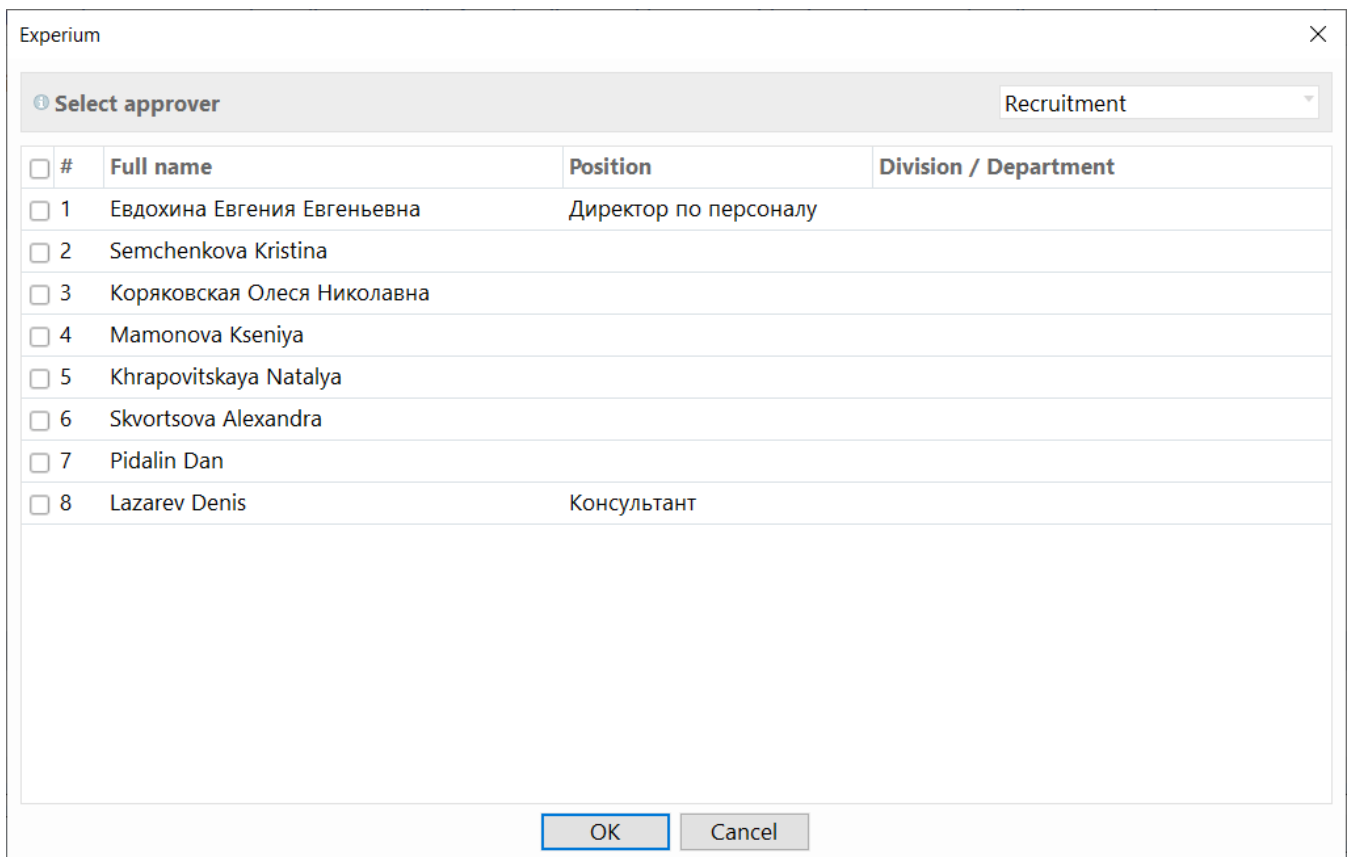 Experium
Select approver Recruitment
# Full name Position Division / Department
1 Евдохина Евгения Евгеньевна Директор по персоналу
2 Semchenkova Kristina
3 Коряковская Олеся Николавна
4 Mamonova Kseniya
5 Khrapovitskaya Natalya
6 Skvortsova Alexandra
7 Pidalin Dan
8 Lazarev Denis Консультант
OK Cancel